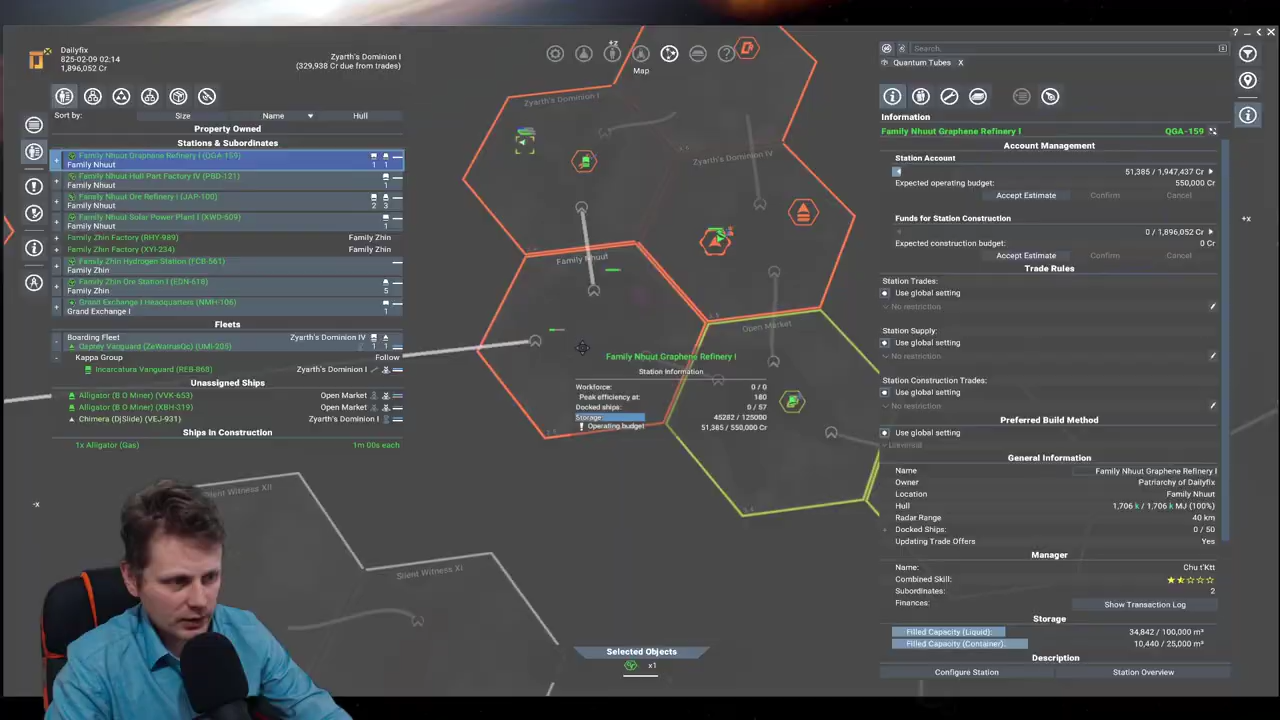 Dailyfix
825-02-09 02:14
1,896,052 Cr
Zyarth's Dominion I
(329,938 Cr due from trades)
Map
Sort by:
Size
Name
Hull
Property Owned
Stations & Subordinates
Family Nhuut Graphene Refinery I (QGA-159)
Family Nhuut
1 1
Family Nhuut Hull Part Factory IV (PBD-121)
Family Nhuut
1
Family Nhuut Ore Refinery I (JAP-100)
Family Nhuut
2 3
Family Nhuut Solar Power Plant I (XWD-609)
Family Nhuut
1
Family Zhin Factory (RHY-989)
Family Zhin
Family Zhin Factory (XYI-234)
Family Zhin
Family Zhin Hydrogen Station (FCB-561)
Family Zhin
Family Zhin Ore Station I (EDN-618)
Family Zhin
5
Grand Exchange I Headquarters (NMH-106)
Grand Exchange I
1
Fleets
Boarding Fleet
Zyarth's Dominion IV
Osprey Vanguard (ZeWarrusQc) (UMI-205)
1
Kappa Group
Follow
Incarcatura Vanguard (REB-868)
Zyarth's Dominion I
Unassigned Ships
Alligator (B O Miner) (VVK-653)
Open Market
Alligator (B O Miner) (XBH-319)
Open Market
Chimera (DjSlide) (VEJ-931)
Zyarth's Dominion I
Ships In Construction
1x Alligator (Gas)
1m 00s each
Zyarth's Dominion I
Zyarth's Dominion IV
Family Nhuut
Open Market
Silent Witness XII
Silent Witness XI
-x
+x
+z
Family Nhuut Graphene Refinery I
Station Information
Workforce:
0 / 0
Peak efficiency at:
180
Docked ships:
0 / 57
Storage:
45282 / 125000
Operating budget:
51,385 / 550,000 Cr
Selected Objects
x1
Search.
Quantum Tubes X
Information
Family Nhuut Graphene Refinery I
QGA-159
Account Management
Station Account
51,385 / 1,947,437 Cr
Expected operating budget:
550,000 Cr
Accept Estimate
Confirm
Cancel
Funds for Station Construction
0 / 1,896,052 Cr
Expected construction budget:
0 Cr
Accept Estimate
Confirm
Cancel
Trade Rules
Station Trades:
Use global setting
No restriction
Station Supply:
Use global setting
No restriction
Station Construction Trades:
Use global setting
No restriction
Preferred Build Method
Use global setting
Universal
General Information
Name
Family Nhuut Graphene Refinery I
Owner
Patriarchy of Dailyfix
Location
Family Nhuut
Hull
1,706 k / 1,706 k MJ (100%)
Radar Range
40 km
Docked Ships:
0 / 50
Updating Trade Offers
Yes
Manager
Name:
Chu t'Ktt
Combined Skill:
Subordinates:
2
Finances:
Show Transaction Log
Storage
Filled Capacity (Liquid):
34,842 / 100,000 m³
Filled Capacity (Container):
10,440 / 25,000 m³
Description
Configure Station
Station Overview